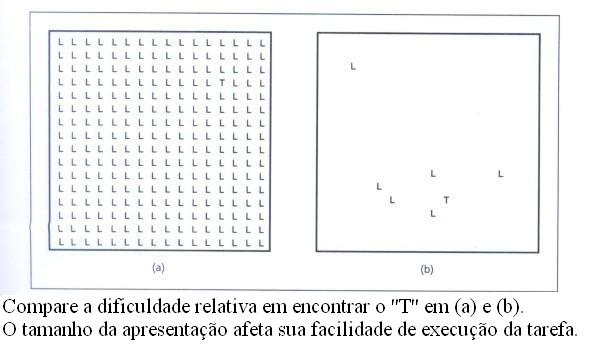 L L L L L L L L L L L L L L L L
L L L L L L L L L L L L L L L L
L L L L L L L L L L L L L L L L
L L L L L L L L L L L L T L L L
L L L L L L L L L L L L L L L L
L L L L L L L L L L L L L L L L
L L L L L L L L L L L L L L L L
L L L L L L L L L L L L L L L L
L L L L L L L L L L L L L L L L
L L L L L L L L L L L L L L L L
L L L L L L L L L L L L L L L L
L L L L L L L L L L L L L L L L
L L L L L L L L L L L L L L L L
L L L L L L L L L L L L L L L L
L L L L L L L L L L L L L L L L
L L L L L L L L L L L L L L L L
(a)
L
L L
L
L T
L
(b)
Compare a dificuldade relativa em encontrar o "T" em (a) e (b).
O tamanho da apresentação afeta sua facilidade de execução da tarefa.